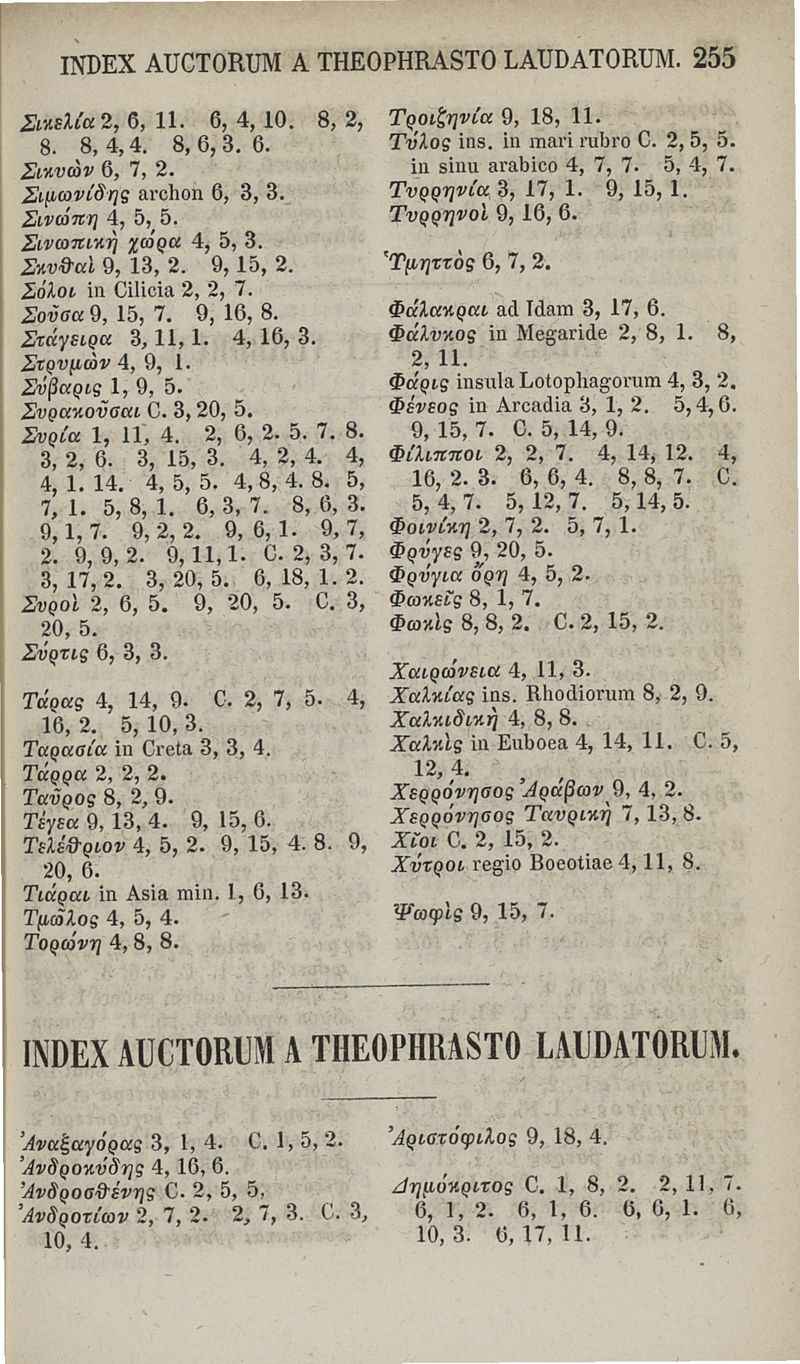 INDEX AUCTORUM A THEOPHRASTO LAUDATORUM. 255
Σικελία 2, 6, 11. 6, 4, 10. 8, 2,
8. 8, 4, 4. 8, 6, 3. 6.
Σικυὼν 6, 7, 2.
Σιμωνίδης archon 6, 3, 3.
Σινώπη 4, 5, 5.
Σινωπικὴ χώρα 4, 5, 3.
Σκυθαὶ 9, 13, 2. 9, 15, 2.
Σόλοι in Cilicia 2, 2, 7.
Σοῦσα 9, 15, 7. 9, 16, 8.
Στάγειρα 3, 11, 1. 4, 16, 3.
Στρυμὼν 4, 9, 1.
Σύβαρις 1, 9, 5.
Συρακοῦσαι C. 3, 20, 5.
Συρία 1, 11, 4. 2, 6, 2. 5. 7. 8.
3, 2, 6. 3, 15, 3. 4, 2, 4. 4,
4, 1. 14. 4, 5, 5. 4, 8, 4. 8. 5,
7, 1. 5, 8, 1. 6, 3, 7. 8, 6, 3.
9, 1, 7. 9, 2, 2. 9, 6, 1. 9, 7,
2. 9, 9, 2. 9, 11, 1. C. 2, 3, 7.
3, 17, 2. 3, 20, 5. 6, 18, 1. 2.
Συροὶ 2, 6, 5. 9, 20, 5. C. 3,
20, 5.
Σύρτις 6, 3, 3.
Τάρας 4, 14, 9. C. 2, 7, 5. 4,
16, 2. 5, 10, 3.
Ταρασία in Creta 3, 3, 4.
Τάρρα 2, 2, 2.
Ταῦρος 8, 2, 9.
Τέγεα 9, 13, 4. 9, 15, 6.
Τελέθριον 4, 5, 2. 9, 15, 4. 8. 9,
20, 6.
Τιάραι in Asia min. 1, 6, 13.
Τμῶλος 4, 5, 4.
Τορώνη 4, 8, 8.
Τροιζηνία 9, 18, 11.
Τύλος ins. in mari rubro C. 2, 5, 5.
in sinu arabico 4, 7, 7. 5, 4, 7.
Τυρρηνία 3, 17, 1. 9, 15, 1.
Τυρρηνοὶ 9, 16, 6.
Ὑμηττὸς 6, 7, 2.
Φάλακραι ad Idam 3, 17, 6.
Φάλυκος in Megaride 2, 8, 1. 8,
2, 11.
Φάρις insula Lotophagorum 4, 3, 2.
Φένεος in Arcadia 3, 1, 2. 5, 4, 6.
9, 15, 7. C. 5, 14, 9.
Φίλιπποι 2, 2, 7. 4, 14, 12. 4,
16, 2. 3. 6, 6, 4. 8, 8, 7. C.
5, 4, 7. 5, 12, 7. 5, 14, 5.
Φοινίκη 2, 7, 2. 5, 7, 1.
Φρύγες 9, 20, 5.
Φρύγια ὄρη 4, 5, 2.
Φωκεῖς 8, 1, 7.
Φωκὶς 8, 8, 2. C. 2, 15, 2.
Χαιρώνεια 4, 11, 3.
Χαλκίας ins. Rhodiorum 8, 2, 9.
Χαλκιδικὴ 4, 8, 8.
Χαλκὶς in Euboea 4, 14, 11. C. 5,
12, 4.
Χερρόνησος Ἀράβων 9, 4, 2.
Χερρόνησος Ταυρικὴ 7, 13, 8.
Χῖοι C. 2, 15, 2.
Χύτροι regio Boeotiae 4, 11, 8.
Ψωφὶς 9, 15, 7.
INDEX AUCTORUM A THEOPHRASTO LAUDATORUM.
Ἀναξαγόρας 3, 1, 4. C. 1, 5, 2.
Ἀνδροκύδης 4, 16, 6.
Ἀνδροσθένης C. 2, 5, 5.
Ἀνδροτίων 2, 7, 2. 2, 7, 3. C. 3,
10, 4.
Ἀριστόφιλος 9, 18, 4.
Δημόκριτος C. 1, 8, 2. 2, 11, 7.
6, 1, 2. 6, 1, 6. 6, 6, 1. 6,
10, 3. 6, 17, 11.